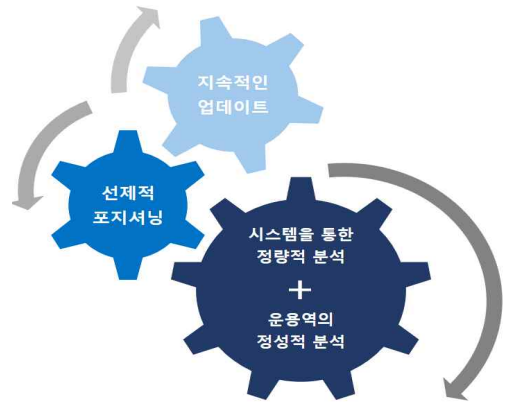 지속적인
업데이트
선제적
포지셔닝
시스템을 통한
정량적 분석
+
운용역의
정성적 분석